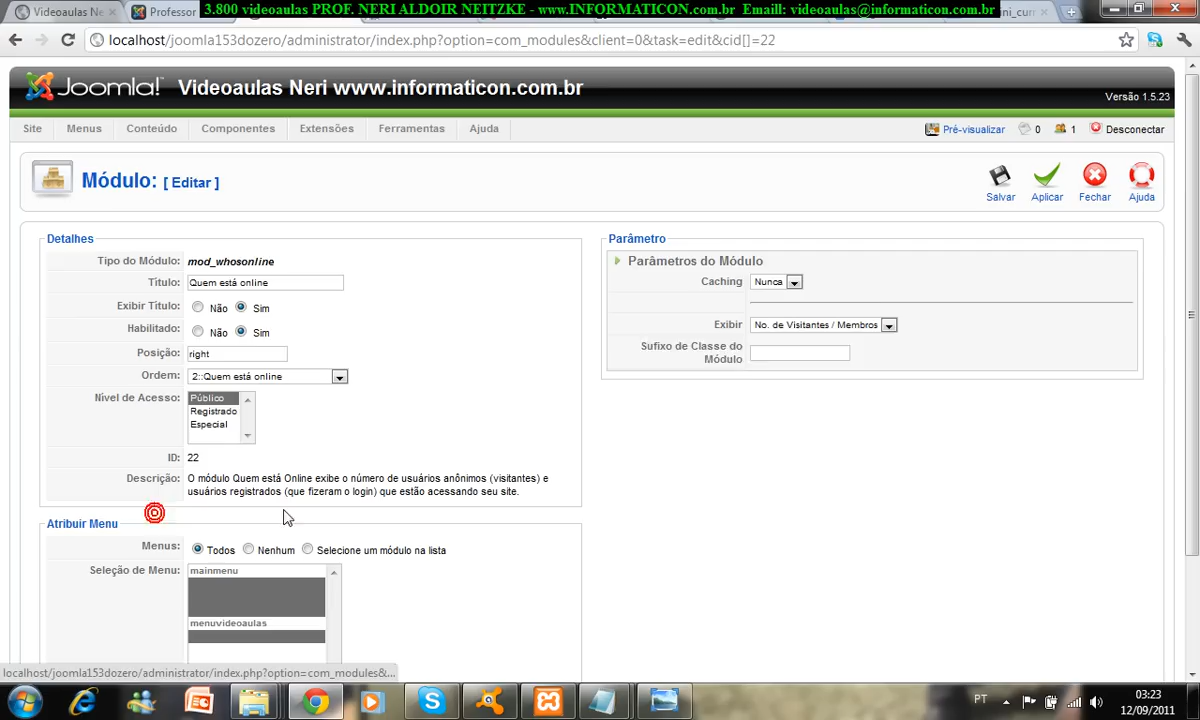 3.800 videoaulas PROF. NERI ALDOIR NEITZKE - www.INFORMATICON.com.br Emaill: videoaulas@informaticon.com.br
Videoaulas Ne
Professor
localhost/joomla153dozero/administrator/index.php?option=com_modules&client=0&task=edit&cid[]=22
Joomla! Videoaulas Neri www.informaticon.com.br
Versão 1.5.23
Site Menus Conteúdo Componentes Extensões Ferramentas Ajuda
Pré-visualizar 0 1 Desconectar
Módulo: [ Editar ]
Salvar Aplicar Fechar Ajuda
Detalhes
Tipo do Módulo: mod_whosonline
Título: Quem está online
Exibir Título: Não Sim
Habilitado: Não Sim
Posição: right
Ordem: 2::Quem está online
Nível de Acesso: Público
Registrado
Especial
ID: 22
Descrição: O módulo Quem está Online exibe o número de usuários anônimos (visitantes) e
usuários registrados (que fizeram o login) que estão acessando seu site.
Parâmetro
Parâmetros do Módulo
Caching Nunca
Exibir No. de Visitantes / Membros
Sufixo de Classe do
Módulo
Atribuir Menu
Menus: Todos Nenhum Selecione um módulo na lista
Seleção de Menu: mainmenu
menuvideoaulas
localhost/joomla153dozero/administrator/index.php?option=com_modules&...
PT
03:23
12/09/2011